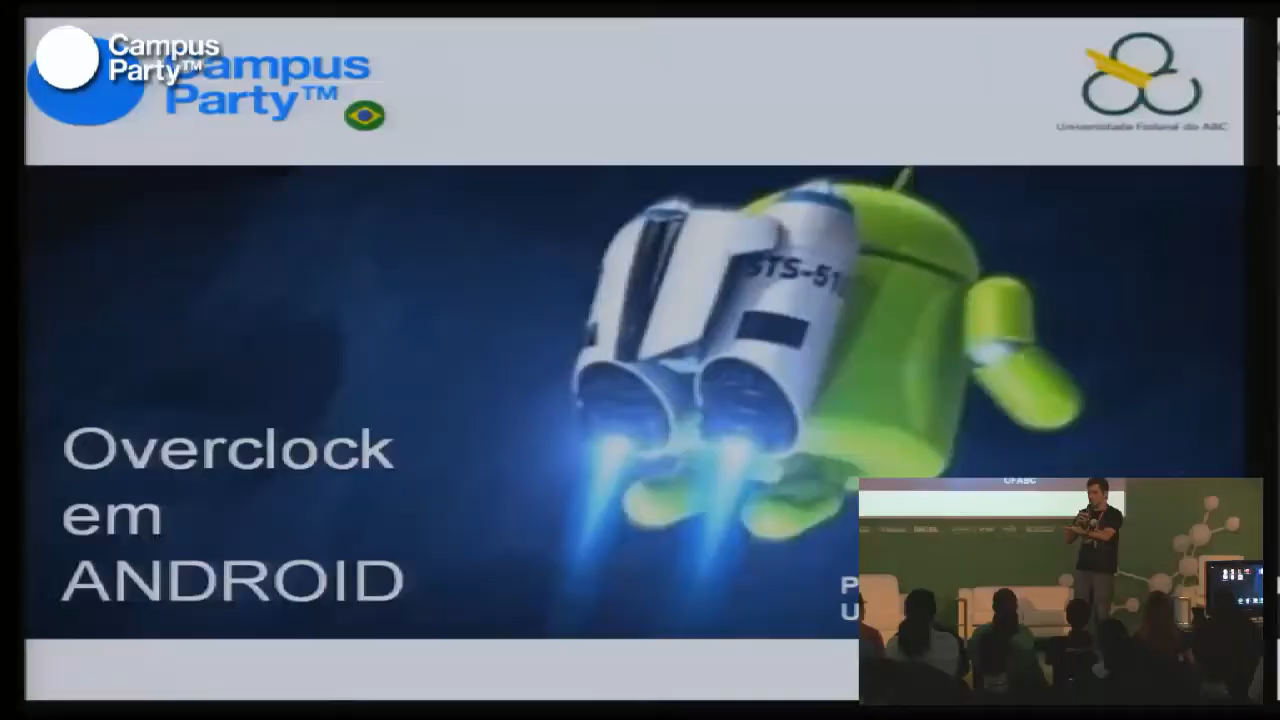 Campus
Party™
Campus
Party™
Universidade Federal do ABC
STS-51
Overclock
em
ANDROID
P
U
UFABC